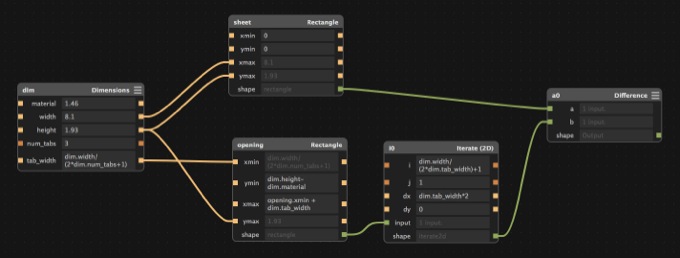 sheet Rectangle
xmin 0
ymin 0
xmax 8.1
ymax 1.93
shape rectangle
dim Dimensions
material 1.46
width 8.1
height 1.93
num_tabs 3
tab_width dim.width/
(2*dim.num_tabs+1)
opening Rectangle
xmin dim.width/
(2*dim.num_tabs+1)
ymin dim.height-
dim.material
xmax opening.xmin +
dim.tab_width
ymax 1.93
shape rectangle
i0 Iterate (2D)
i dim.width/
(2*dim.tab_width)+1
j 1
dx dim.tab_width*2
dy 0
input 1 input
shape iterate2d
a0 Difference
a 1 input
b 1 input
shape Output